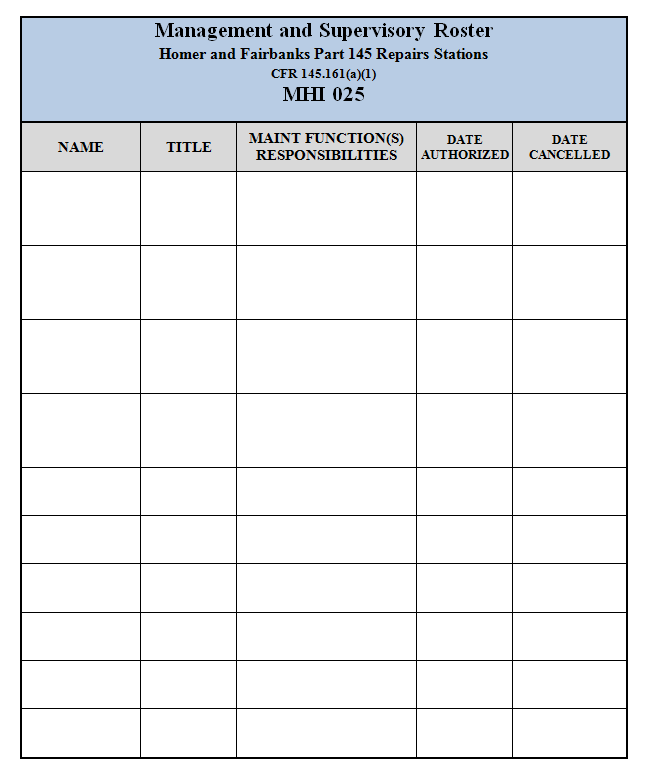 Management and Supervisory Roster
Homer and Fairbanks Part 145 Repairs Stations
CFR 145.161(a)(1)
MHI 025
NAME
TITLE
MAINT FUNCTION(S)
RESPONSIBILITIES
DATE
AUTHORIZED
DATE
CANCELLED